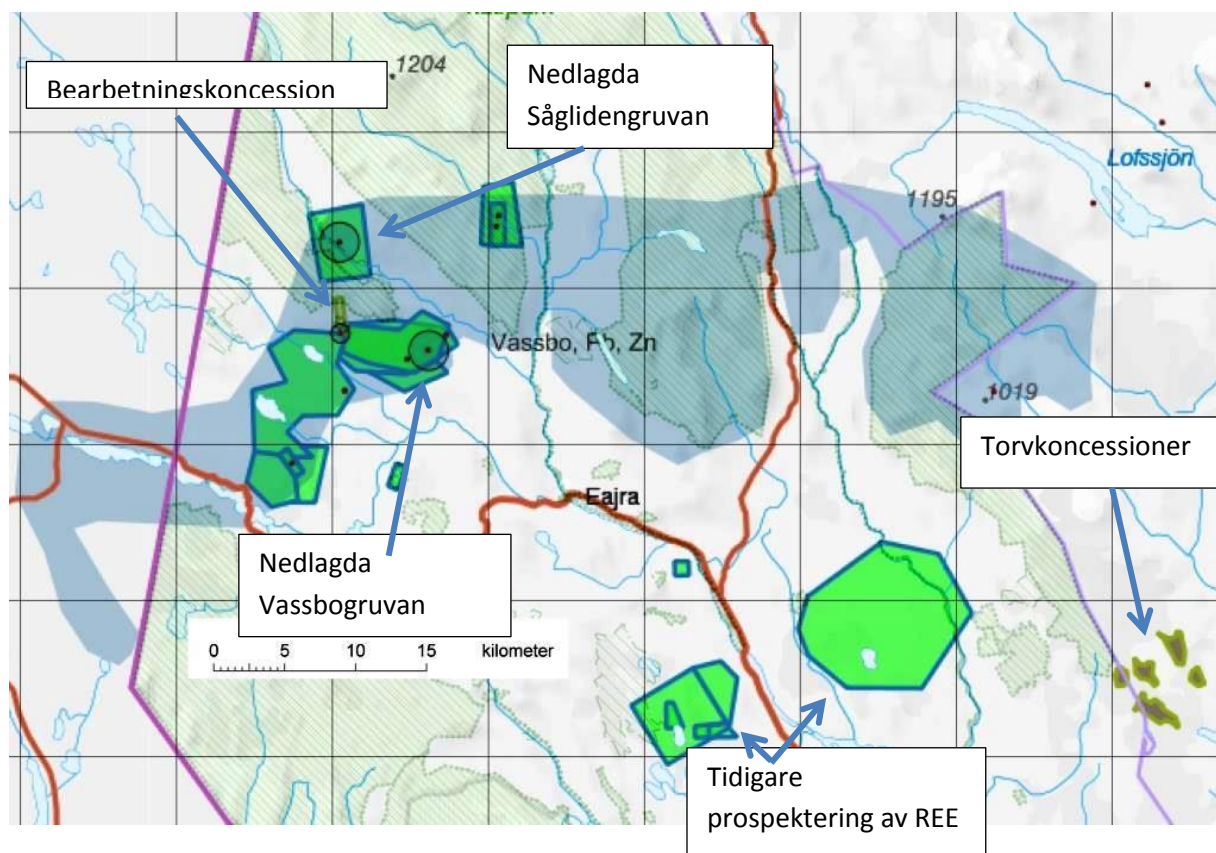 1204
Bearbetningskoncession
Nedlagda
Såglidengruvan
Lofssjön
1195
Vassbo, Pb, Zn
1019
Torvkoncessioner
Nedlagda
Vassbogruvan
0 5 10 15 kilometer
Tidigare
prospektering av REE